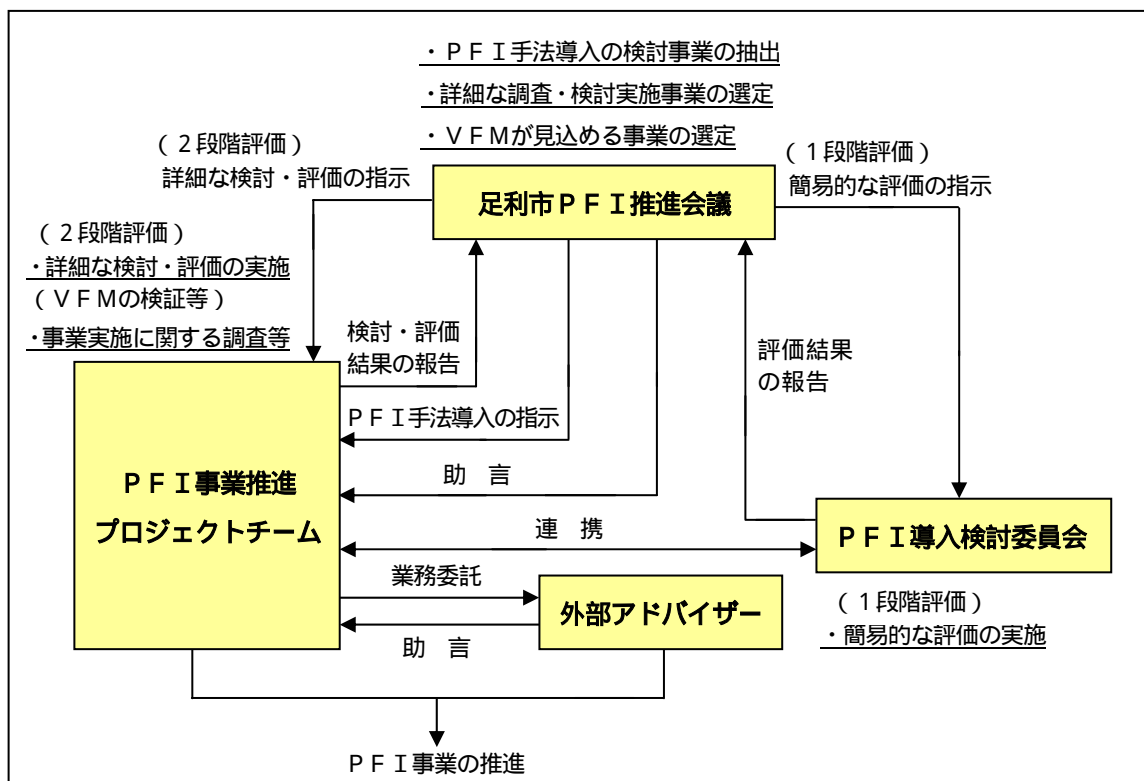 ・ＰＦＩ手法導入の検討事業の抽出
・詳細な調査・検討実施事業の選定
・ＶＦＭが見込める事業の選定
（２段階評価）
詳細な検討・評価の指示
（１段階評価）
簡易的な評価の指示
足利市ＰＦＩ推進会議
（２段階評価）
・詳細な検討・評価の実施
（ＶＦＭの検証等）
・事業実施に関する調査等
検討・評価
結果の報告
評価結果
の報告
ＰＦＩ手法導入の指示
助　言
ＰＦＩ事業推進
プロジェクトチーム
連　携
ＰＦＩ導入検討委員会
業務委託
外部アドバイザー
助　言
（１段階評価）
・簡易的な評価の実施
ＰＦＩ事業の推進